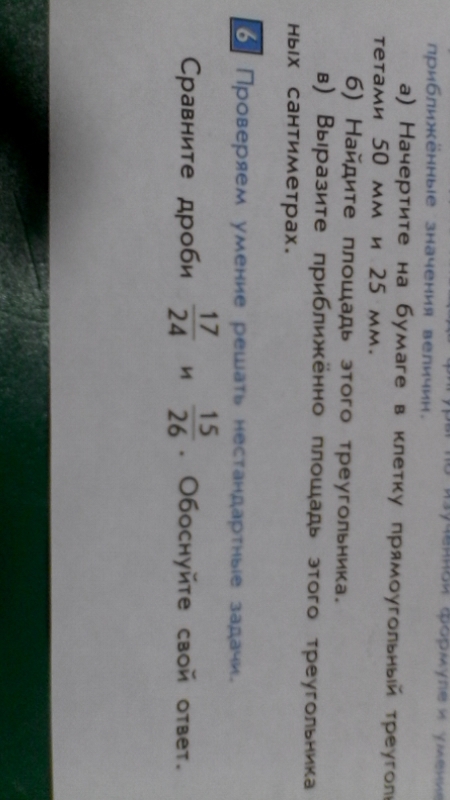 формуле и
приближённые значения величин.
а) Начертите на бумаге в клетку прямоугольный
тетами 50 мм и 25 мм.
б) Найдите площадь этого треугольника.
в) Выразите приближённо площадь этого треугольника
ных сантиметрах.
6 Проверяем умение решать нестандартные задачи.
Сравните дроби 17/24 и 15/26. Обоснуйте свой ответ.